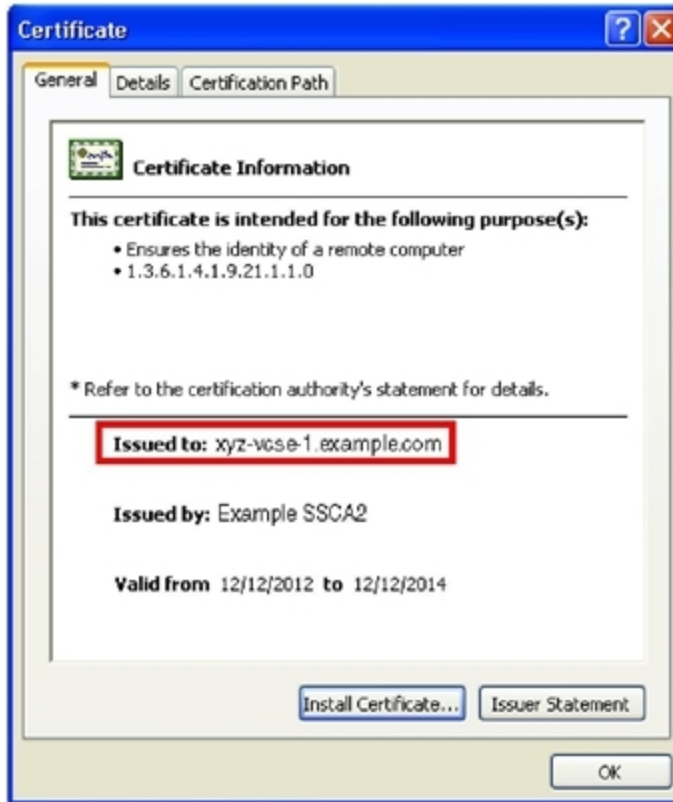 Certificate
General Details Certification Path
Certificate Information
This certificate is intended for the following purpose(s):
• Ensures the identity of a remote computer
• 1.3.6.1.4.1.9.21.1.1.0
* Refer to the certification authority's statement for details.
Issued to: xyz-vcse-1.example.com
Issued by: Example SSCA2
Valid from 12/12/2012 to 12/12/2014
Install Certificate... Issuer Statement
OK